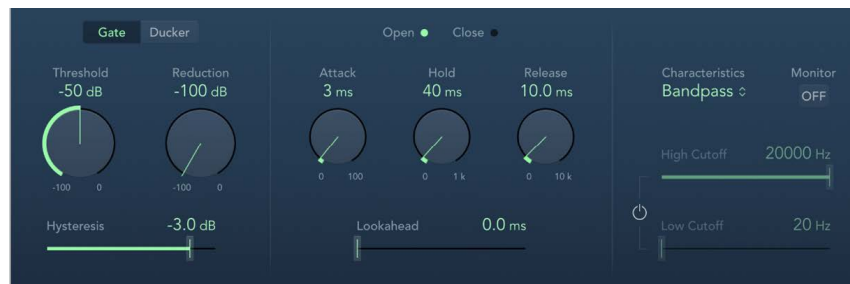 Gate Ducker
Open Close
Threshold
-50 dB
-100 0
Reduction
-100 dB
-100 0
Attack
3 ms
0 100
Hold
40 ms
0 1 k
Release
10.0 ms
0 10 k
Hysteresis -3.0 dB
Lookahead 0.0 ms
Characteristics
Bandpass
Monitor
OFF
High Cutoff 20000 Hz
Low Cutoff 20 Hz